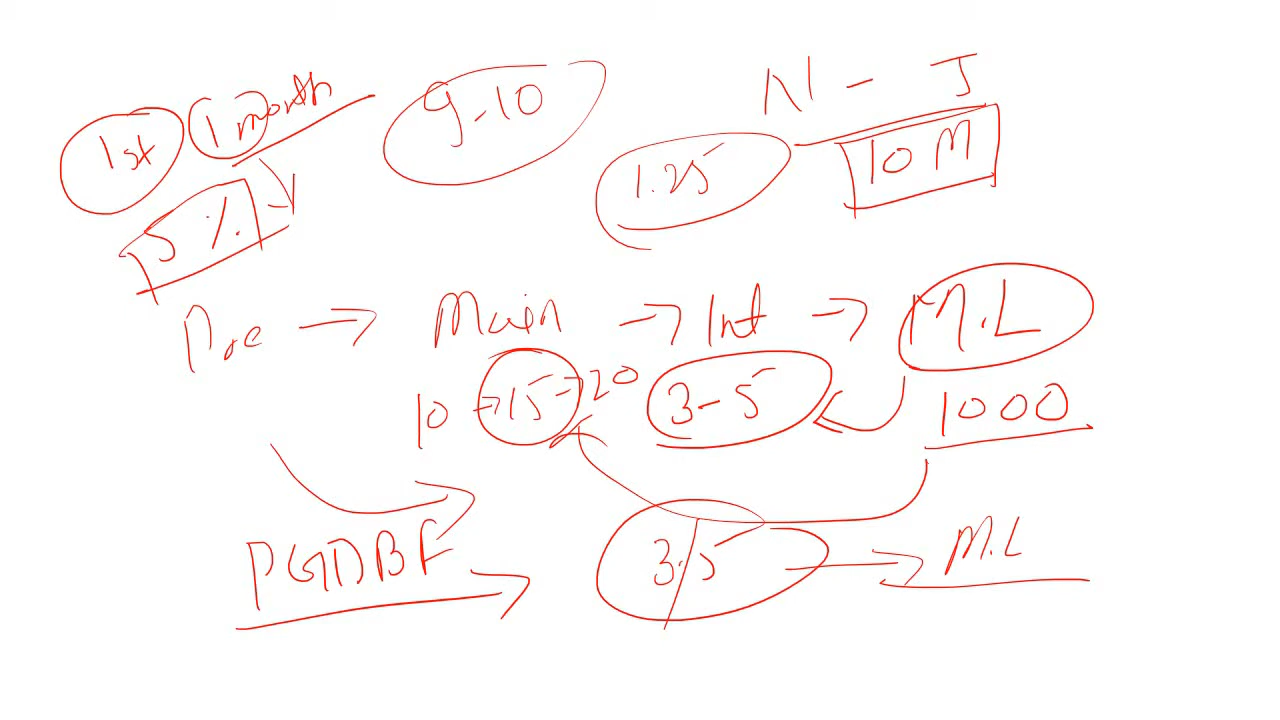 1st 1 month 9-10 N - J
5 % 1.25 10 M
Pre → Main → Int → M.L
10 → 15 - 20 3-5 1000
PGDBF → 3.5 → M.L